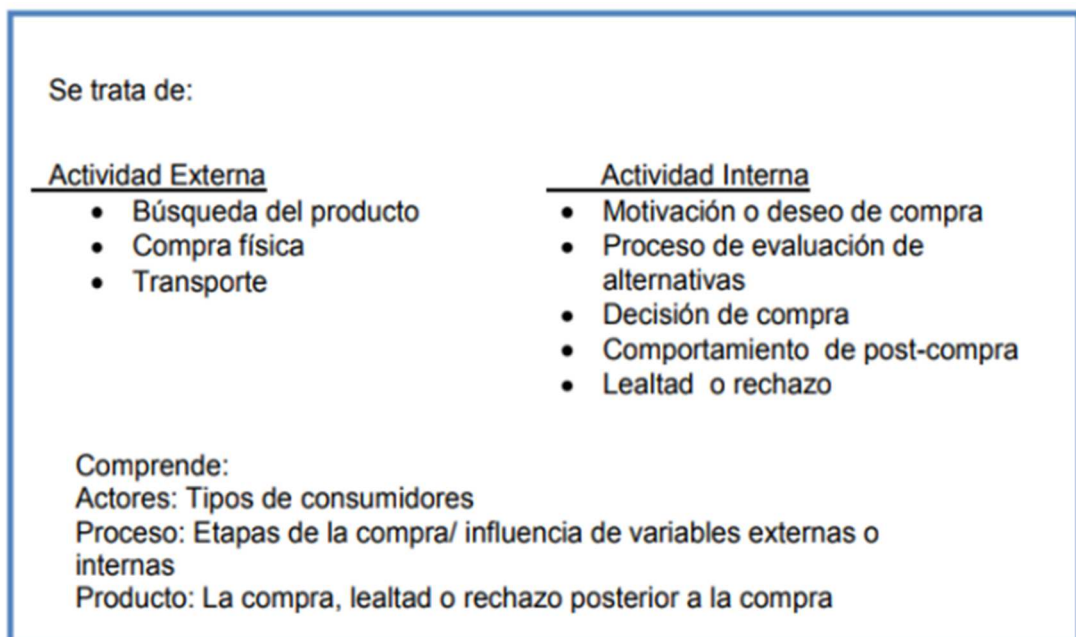 Se trata de:
Actividad Externa
• Búsqueda del producto
• Compra física
• Transporte
Actividad Interna
• Motivación o deseo de compra
• Proceso de evaluación de
alternativas
• Decisión de compra
• Comportamiento de post-compra
• Lealtad o rechazo
Comprende:
Actores: Tipos de consumidores
Proceso: Etapas de la compra/ influencia de variables externas o
internas
Producto: La compra, lealtad o rechazo posterior a la compra